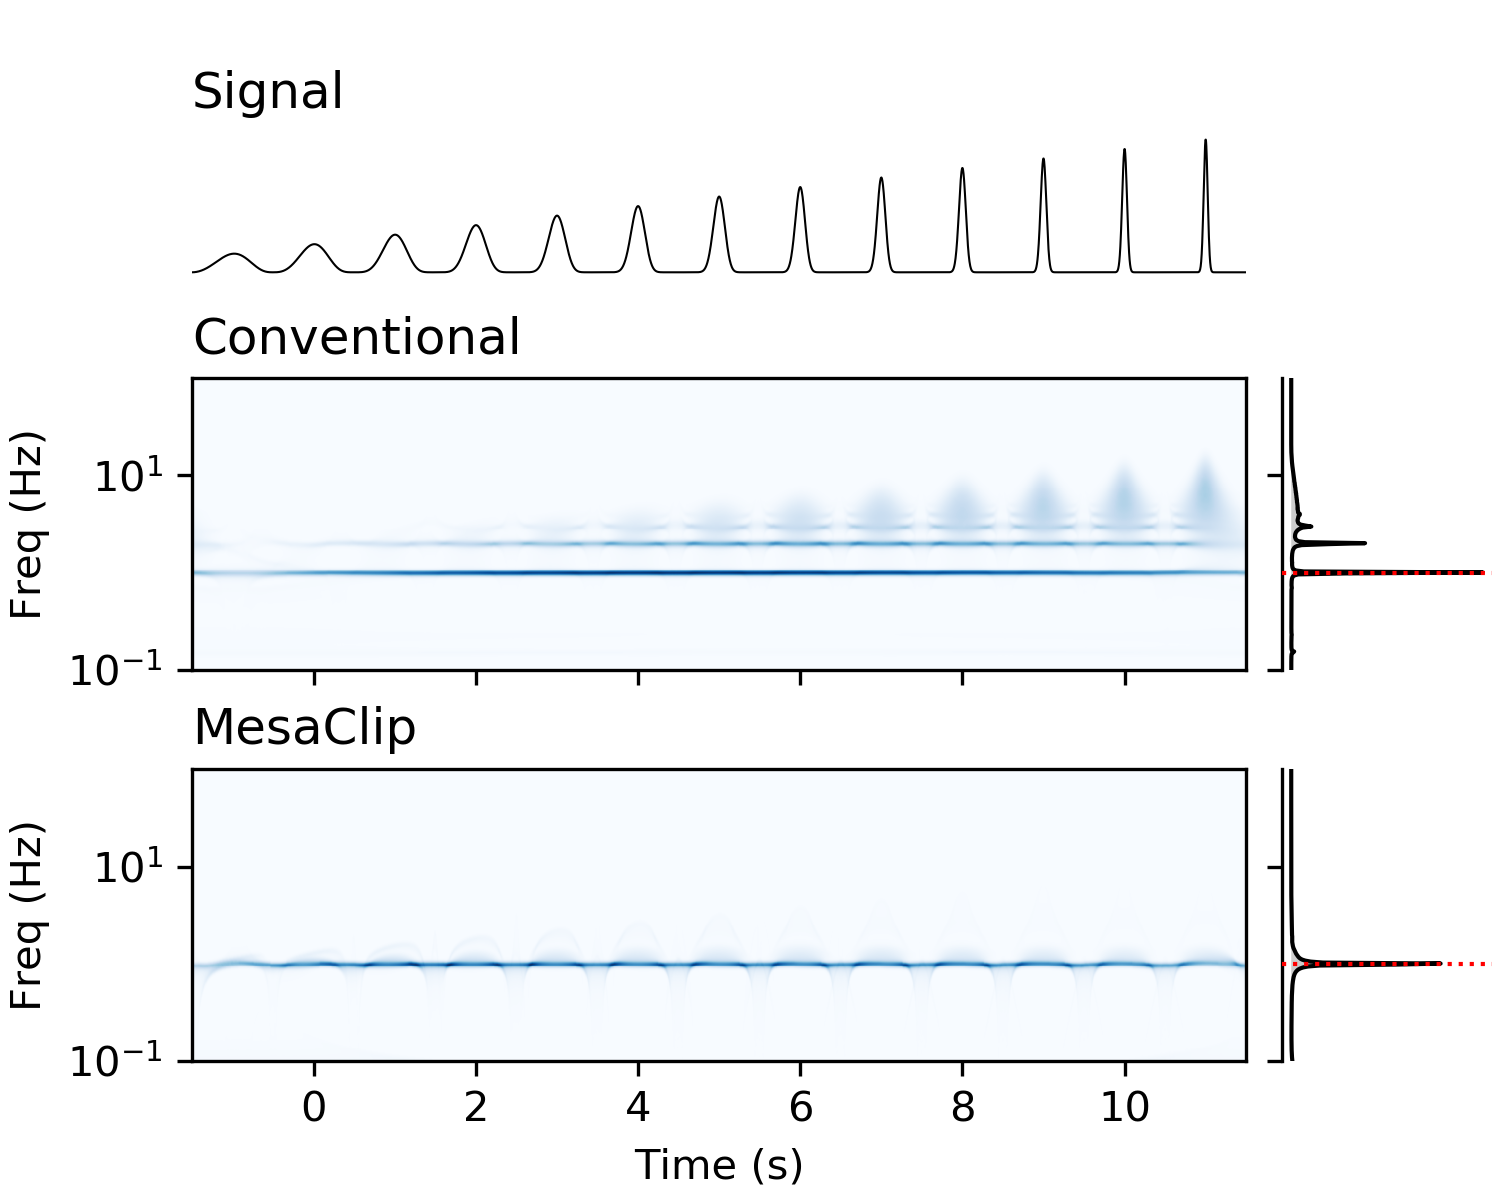 Signal
Conventional
Freq (Hz)
10¹
10⁻¹
MesaClip
Freq (Hz)
10¹
10⁻¹
0 2 4 6 8 10
Time (s)